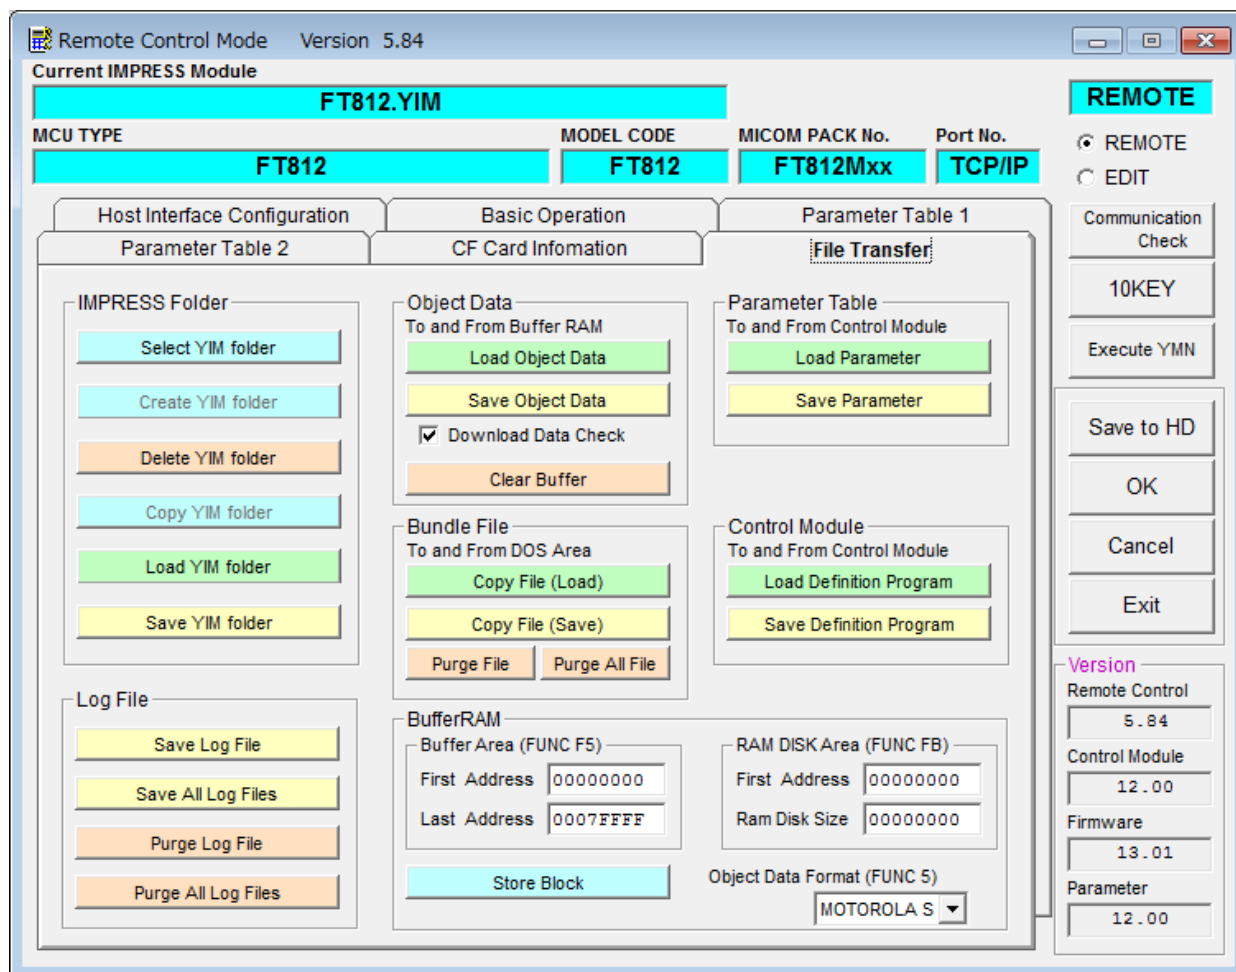 Remote Control Mode Version 5.84
Current IMPRESS Module
FT812.YIM
REMOTE
MCU TYPE MODEL CODE MICOM PACK No. Port No.
FT812 FT812 FT812Mxx TCP/IP
REMOTE
EDIT
Host Interface Configuration Basic Operation Parameter Table 1
Parameter Table 2 CF Card Infomation File Transfer
Communication
Check
10KEY
Execute YMN
Save to HD
OK
Cancel
Exit
IMPRESS Folder
Select YIM folder
Create YIM folder
Delete YIM folder
Copy YIM folder
Load YIM folder
Save YIM folder
Log File
Save Log File
Save All Log Files
Purge Log File
Purge All Log Files
Object Data
To and From Buffer RAM
Load Object Data
Save Object Data
Download Data Check
Clear Buffer
Bundle File
To and From DOS Area
Copy File (Load)
Copy File (Save)
Purge File Purge All File
Parameter Table
To and From Control Module
Load Parameter
Save Parameter
Control Module
To and From Control Module
Load Definition Program
Save Definition Program
BufferRAM
Buffer Area (FUNC F5)
First Address 00000000
Last Address 0007FFFF
RAM DISK Area (FUNC FB)
First Address 00000000
Ram Disk Size 00000000
Store Block
Object Data Format (FUNC 5)
MOTOROLA S
Version
Remote Control
5.84
Control Module
12.00
Firmware
13.01
Parameter
12.00